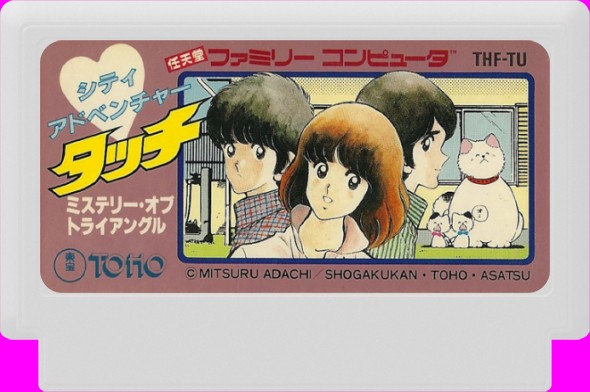 任天堂 ファミリーコンピュータ™ THF-TU
シティ
アドベンチャー
タッチ
ミステリー・オブ
トライアングル
東宝 TOHO
©MITSURU ADACHI／SHOGAKUKAN・TOHO・ASATSU